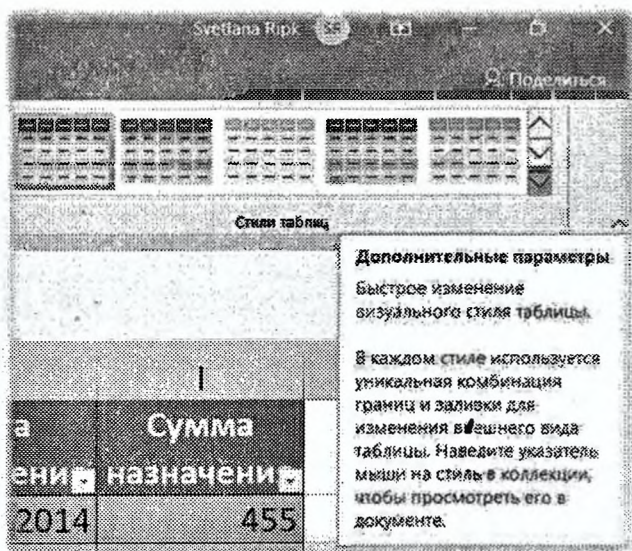 Svetlana Ripk SR
Поделиться
Стили таблиц
Дополнительные параметры
Быстрое изменение
визуального стиля таблицы.
В каждом стиле используется
уникальная комбинация
границ и заливки для
изменения внешнего вида
таблицы. Наведите указатель
мыши на стиль в коллекции,
чтобы просмотреть его в
документе.
I
а Сумма
ени назначени
2014 455